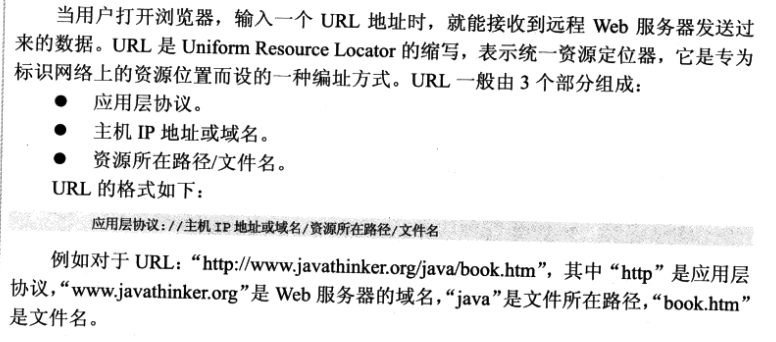 当用户打开浏览器，输入一个 URL 地址时，就能接收到远程 Web 服务器发送过
来的数据。URL 是 Uniform Resource Locator 的缩写，表示统一资源定位器，它是专为
标识网络上的资源位置而设的一种编址方式。URL 一般由 3 个部分组成：
● 应用层协议。
● 主机 IP 地址或域名。
● 资源所在路径/文件名。
URL 的格式如下：
应用层协议://主机 IP 地址或域名/资源所在路径/文件名
例如对于 URL：“http://www.javathinker.org/java/book.htm”，其中“http”是应用层
协议，“www.javathinker.org”是 Web 服务器的域名，“java”是文件所在路径，“book.htm”
是文件名。